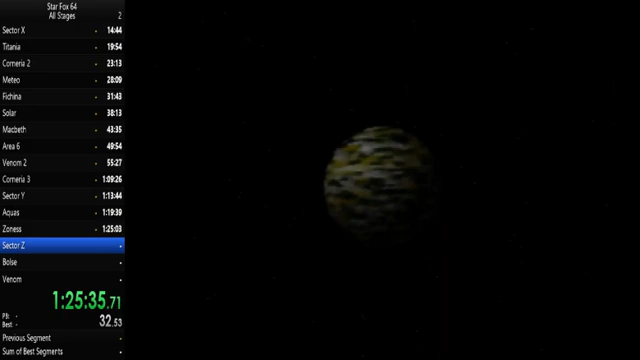 Star Fox 64
All Stages 2
Sector X - 14:44
Titania - 19:54
Corneria 2 - 23:13
Meteo - 28:09
Fichina - 31:43
Solar - 38:13
Macbeth - 43:35
Area 6 - 49:54
Venom 2 - 55:27
Corneria 3 - 1:09:26
Sector Y - 1:13:44
Aquas - 1:19:39
Zoness - 1:25:03
Sector Z -
Bolse -
Venom -
1:25:35.71
PB: -
Best - 32.53
Previous Segment -
Sum of Best Segments -